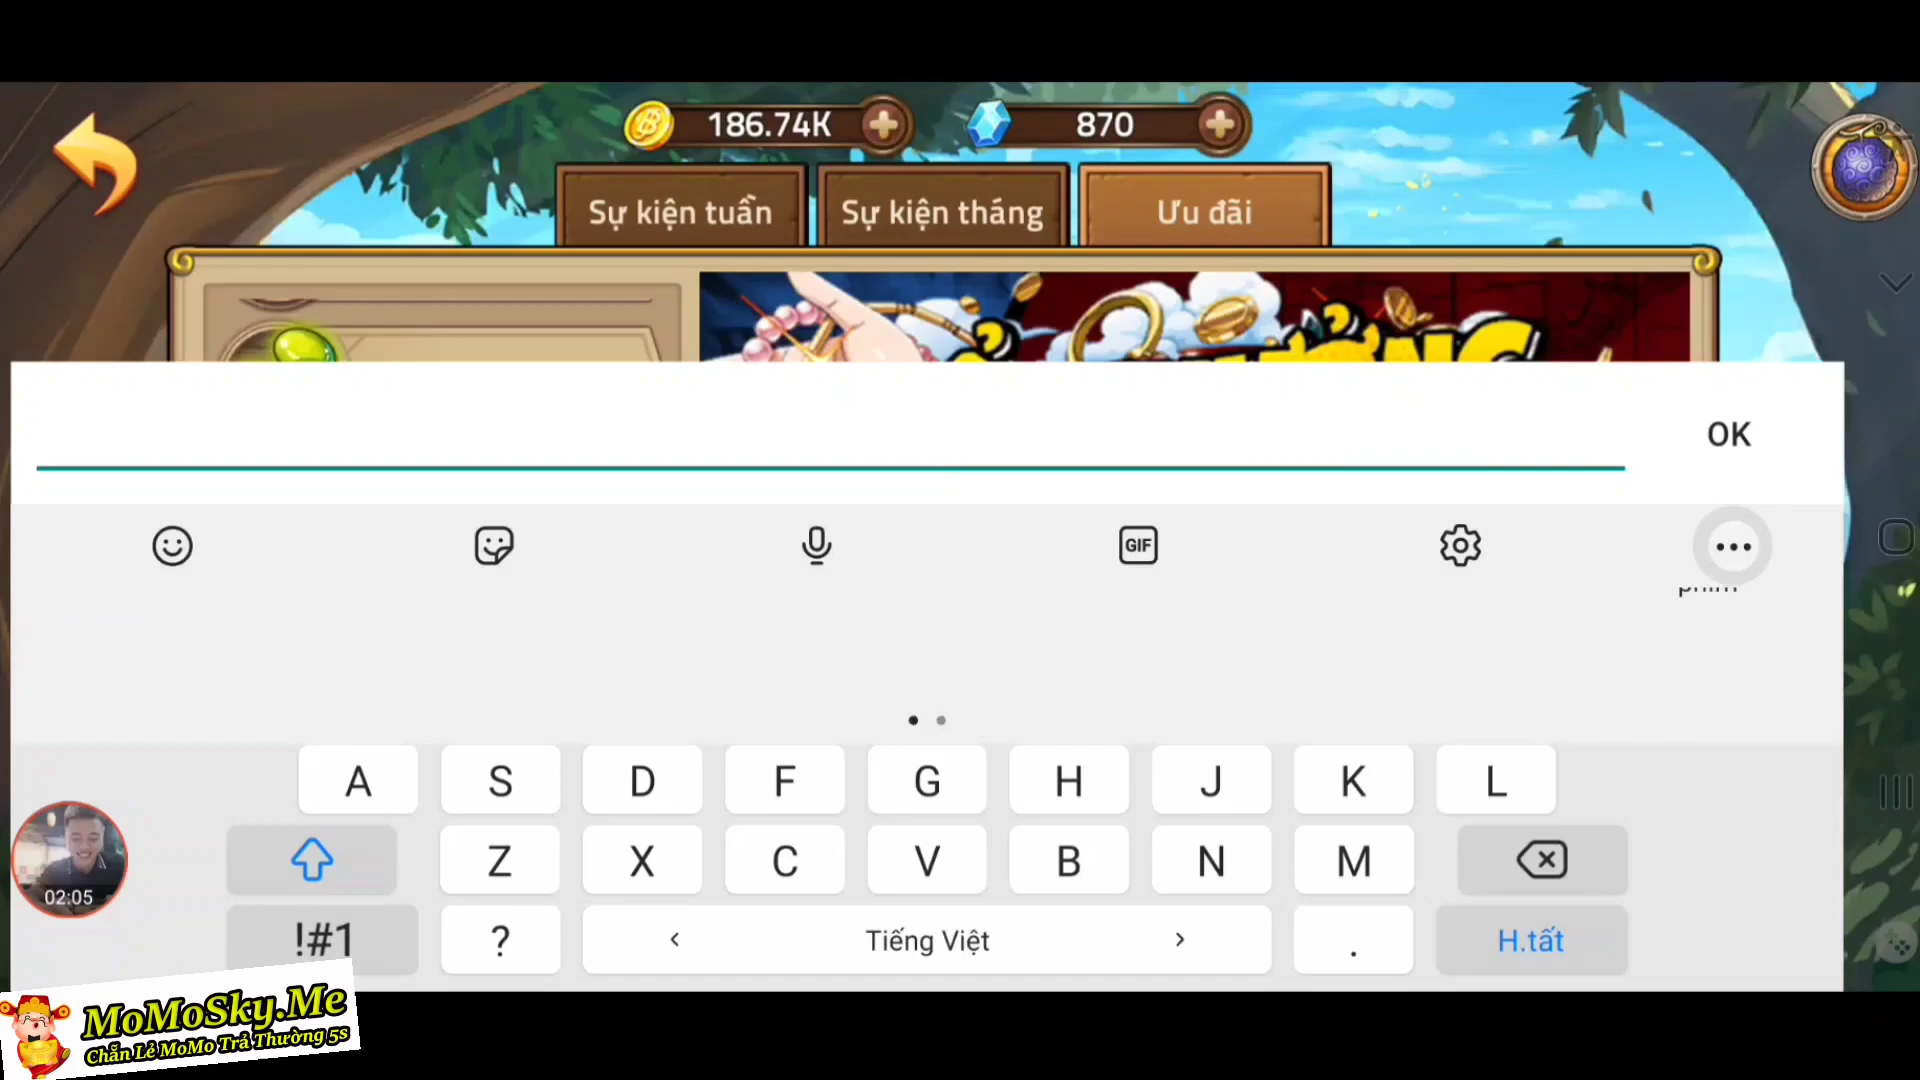 186.74K
870
Sự kiện tuần
Sự kiện tháng
Ưu đãi
OK
GIF
A S D F G H J K L
Z X C V B N M
!#1 ? < Tiếng Việt > . H.tất
02:05
MoMoSky.Me
Chẵn Lẻ MoMo Trả Thưởng 5s